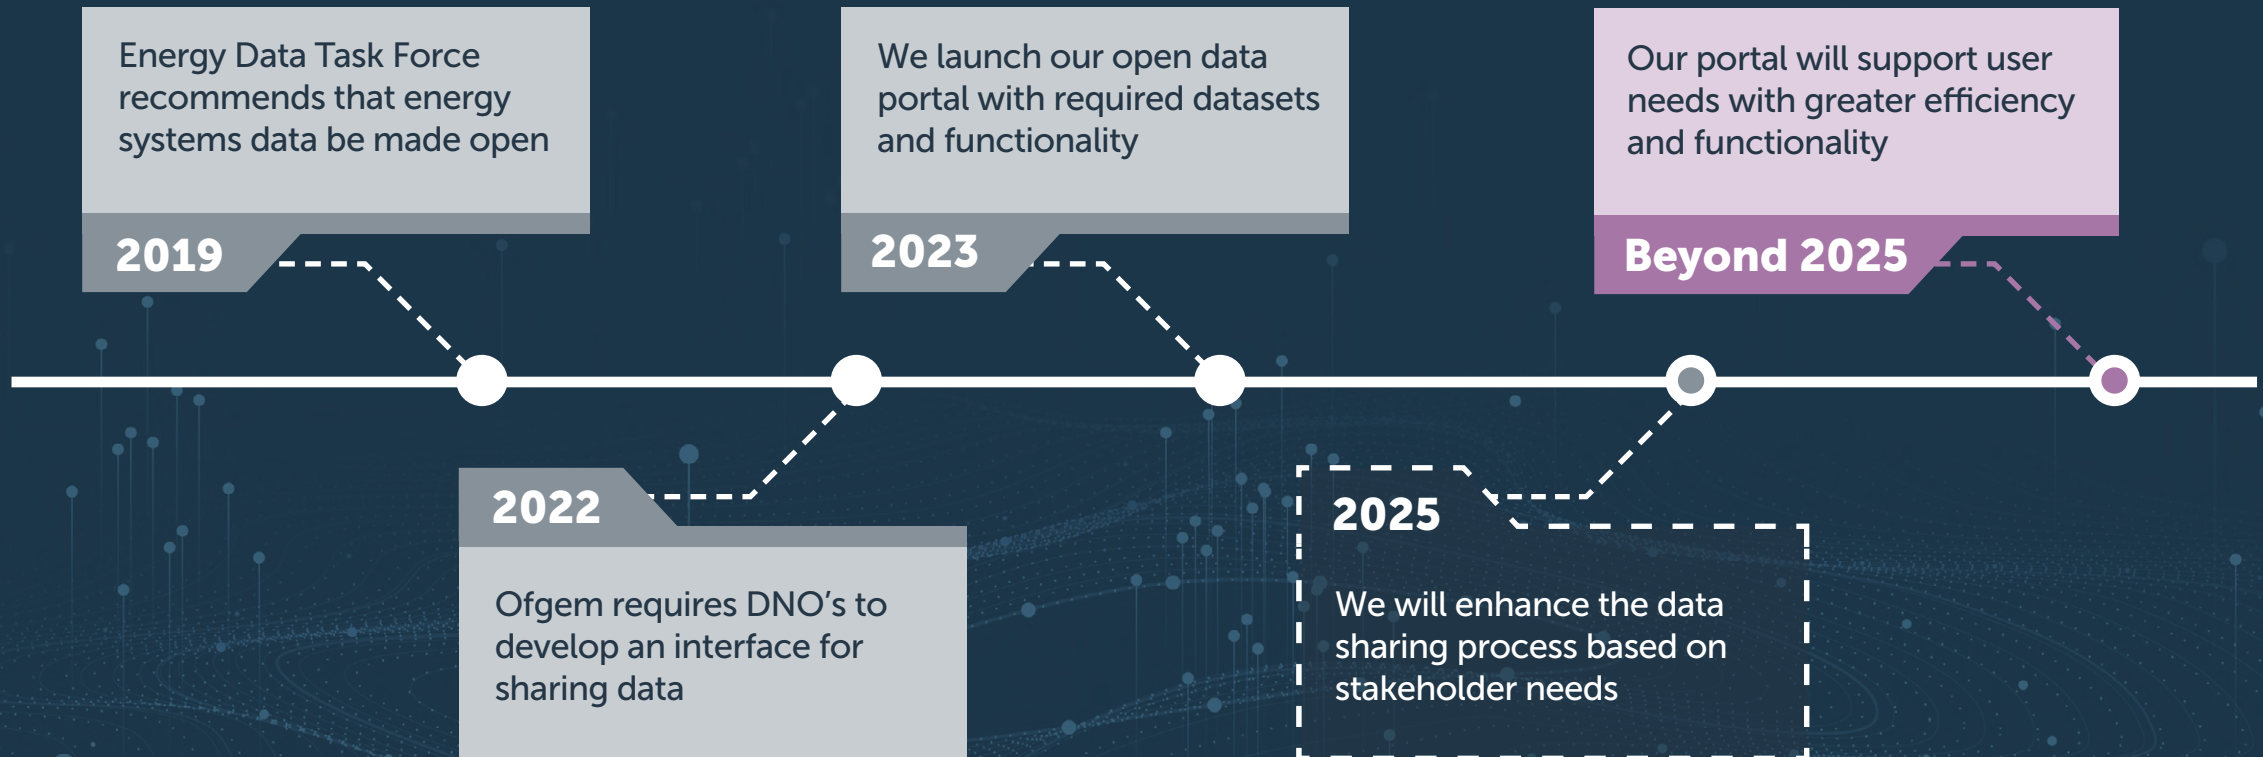 Energy Data Task Force
recommends that energy
systems data be made open
2019
2022
Ofgem requires DNO's to
develop an interface for
sharing data
We launch our open data
portal with required datasets
and functionality
2023
2025
We will enhance the data
sharing process based on
stakeholder needs
Our portal will support user
needs with greater efficiency
and functionality
Beyond 2025